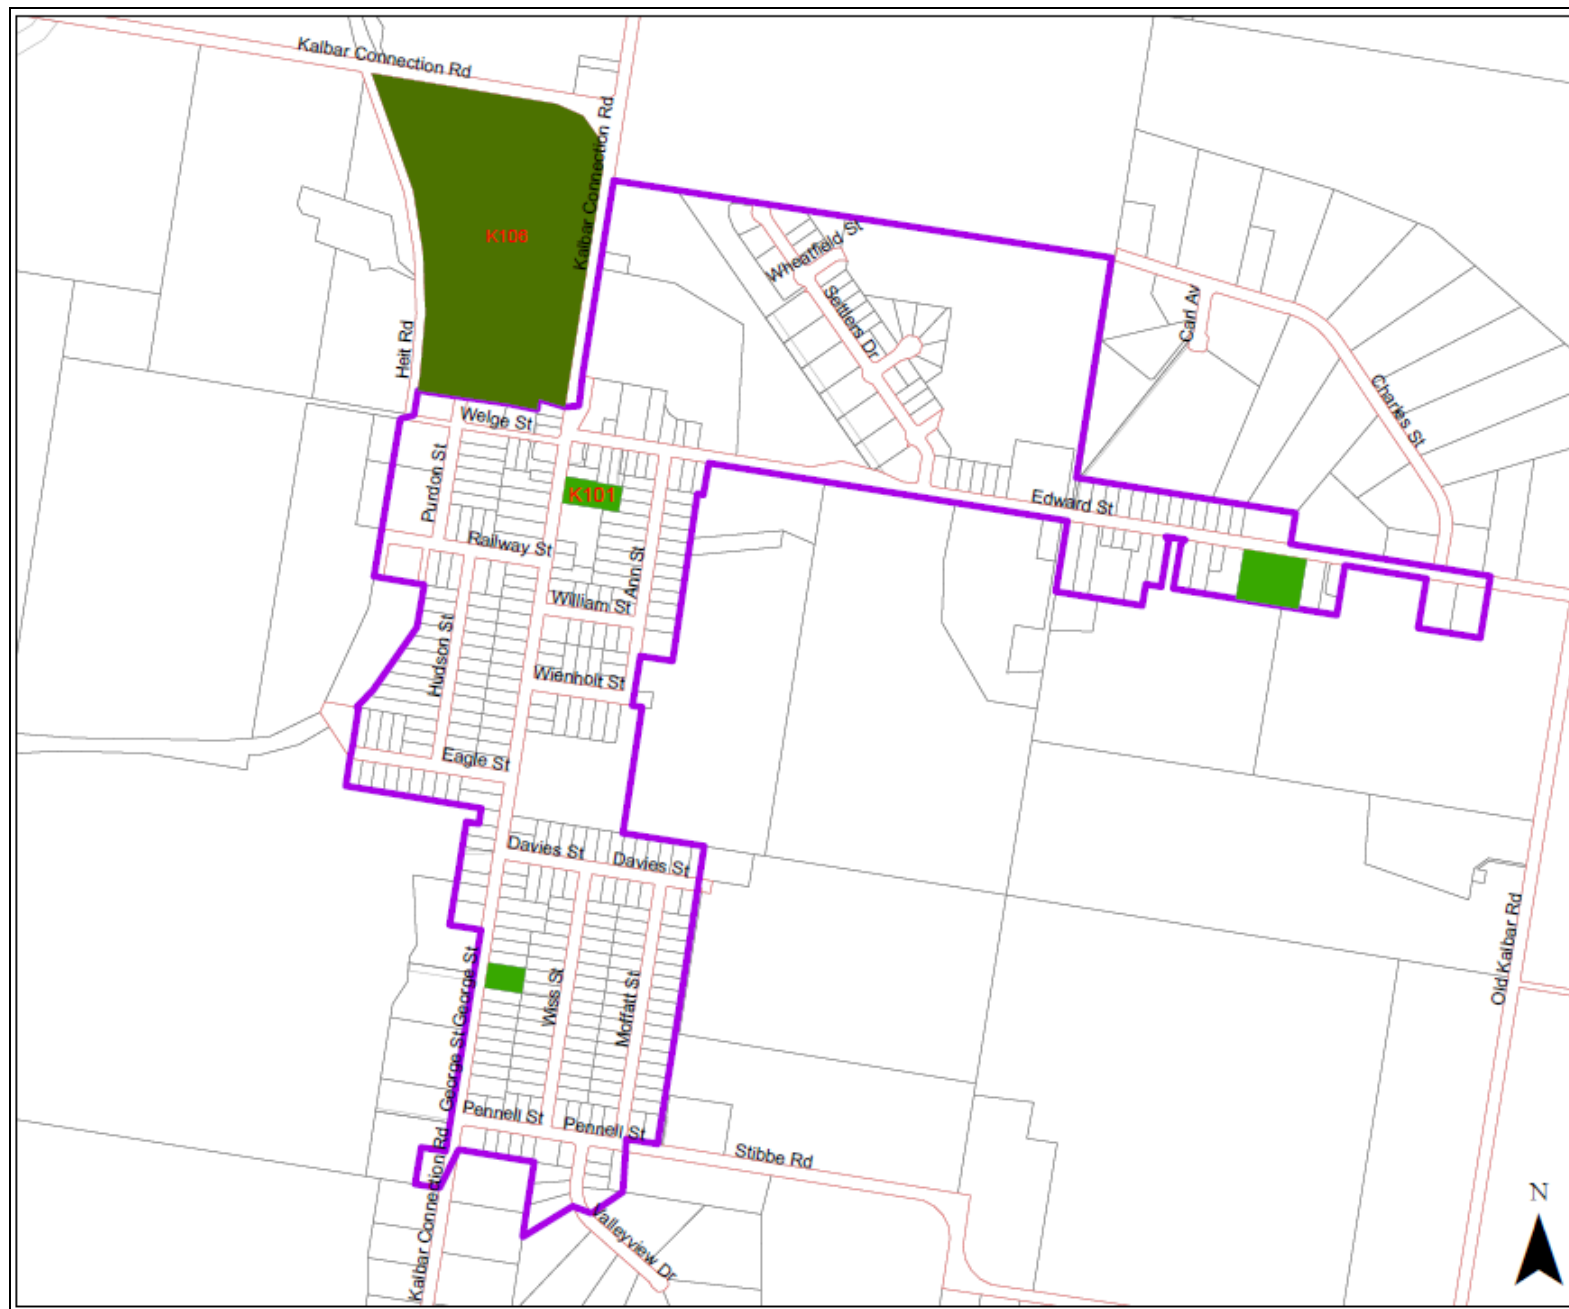 Kalbar Connection Rd
Kalbar Connection Rd
K106
Wheatfield St
Settlers Dr
Carl Av
Heit Rd
Charles St
Welge St
Purdon St
K101
Edward St
Railway St
Ann St
William St
Hudson St
Wienholt St
Eagle St
Davies St
Davies St
George St
Wiss St
Moffatt St
Old Kalbar Rd
George St
Pennell St
Pennell St
Stibbe Rd
Kalbar Connection Rd
Valleyview Dr
N